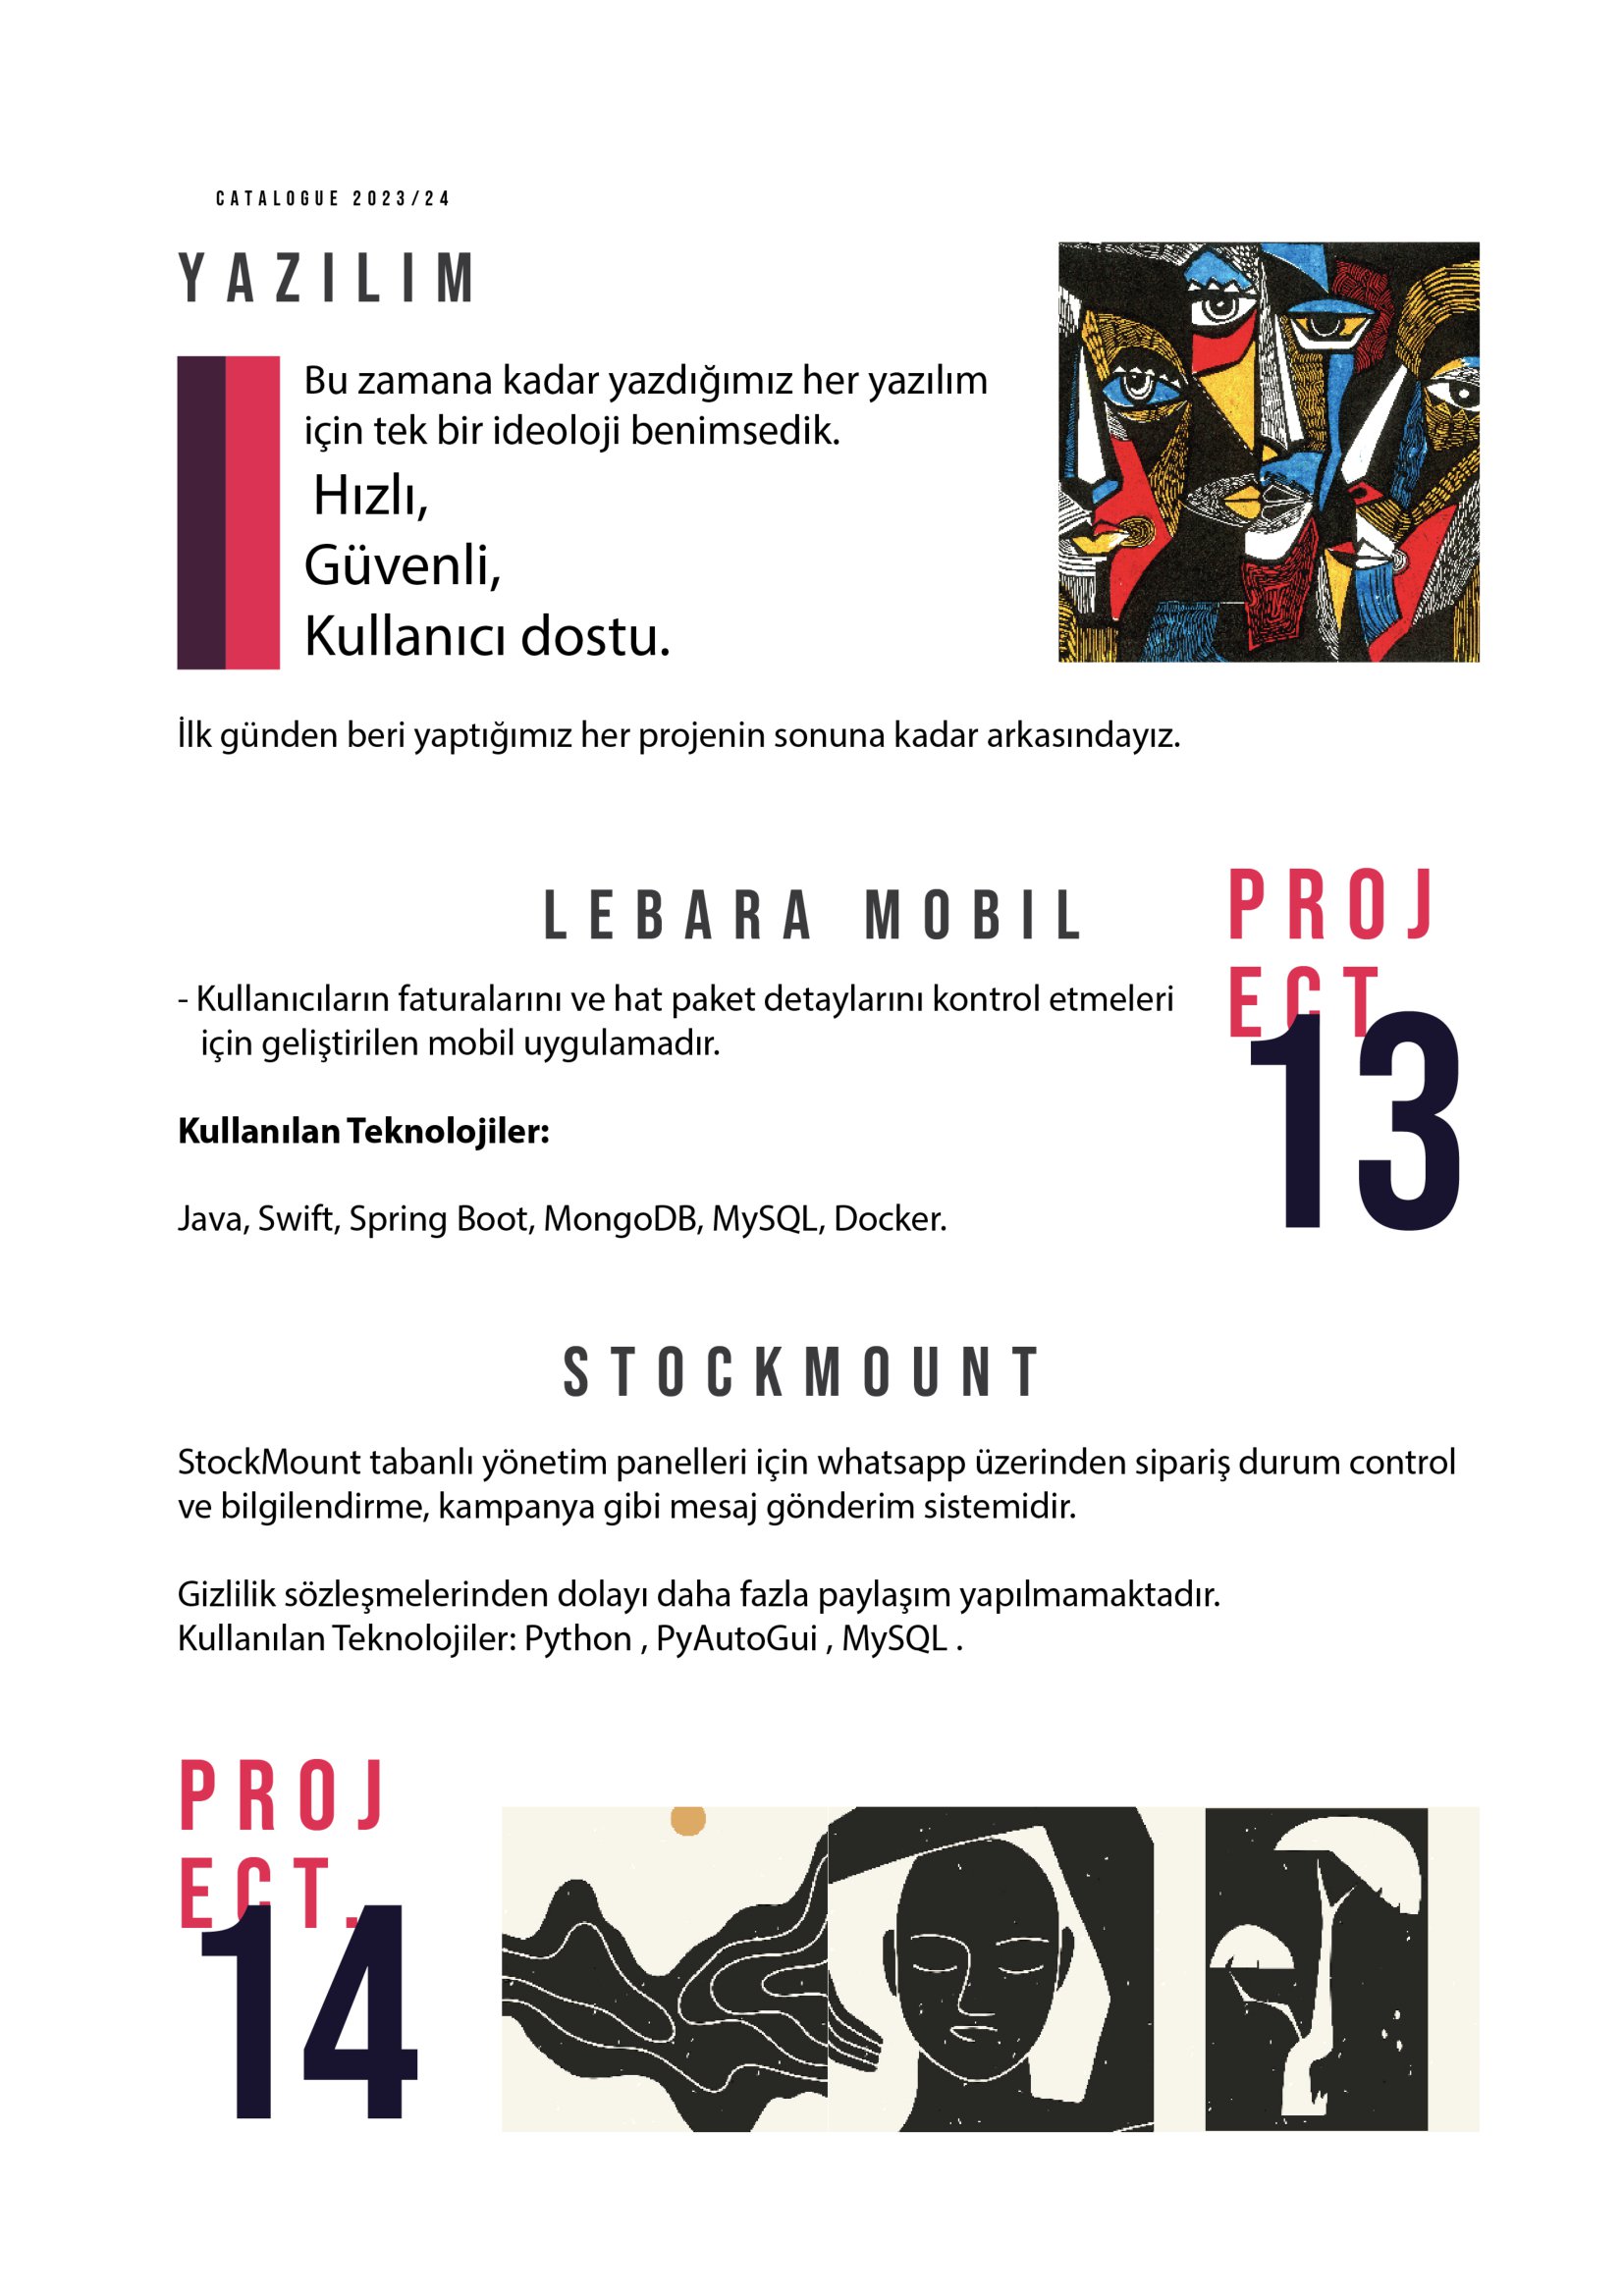 CATALOGUE 2023/24
YAZILIM
Bu zamana kadar yazdığımız her yazılım
için tek bir ideoloji benimsedik.
Hızlı,
Güvenli,
Kullanıcı dostu.
İlk günden beri yaptığımız her projenin sonuna kadar arkasındayız.
LEBARA MOBIL
- Kullanıcıların faturalarını ve hat paket detaylarını kontrol etmeleri
için geliştirilen mobil uygulamadır.
Kullanılan Teknolojiler:
Java, Swift, Spring Boot, MongoDB, MySQL, Docker.
PROJ
ECT
13
STOCKMOUNT
StockMount tabanlı yönetim panelleri için whatsapp üzerinden sipariş durum control
ve bilgilendirme, kampanya gibi mesaj gönderim sistemidir.
Gizlilik sözleşmelerinden dolayı daha fazla paylaşım yapılmamaktadır.
Kullanılan Teknolojiler: Python , PyAutoGui , MySQL .
PROJ
ECT.
14